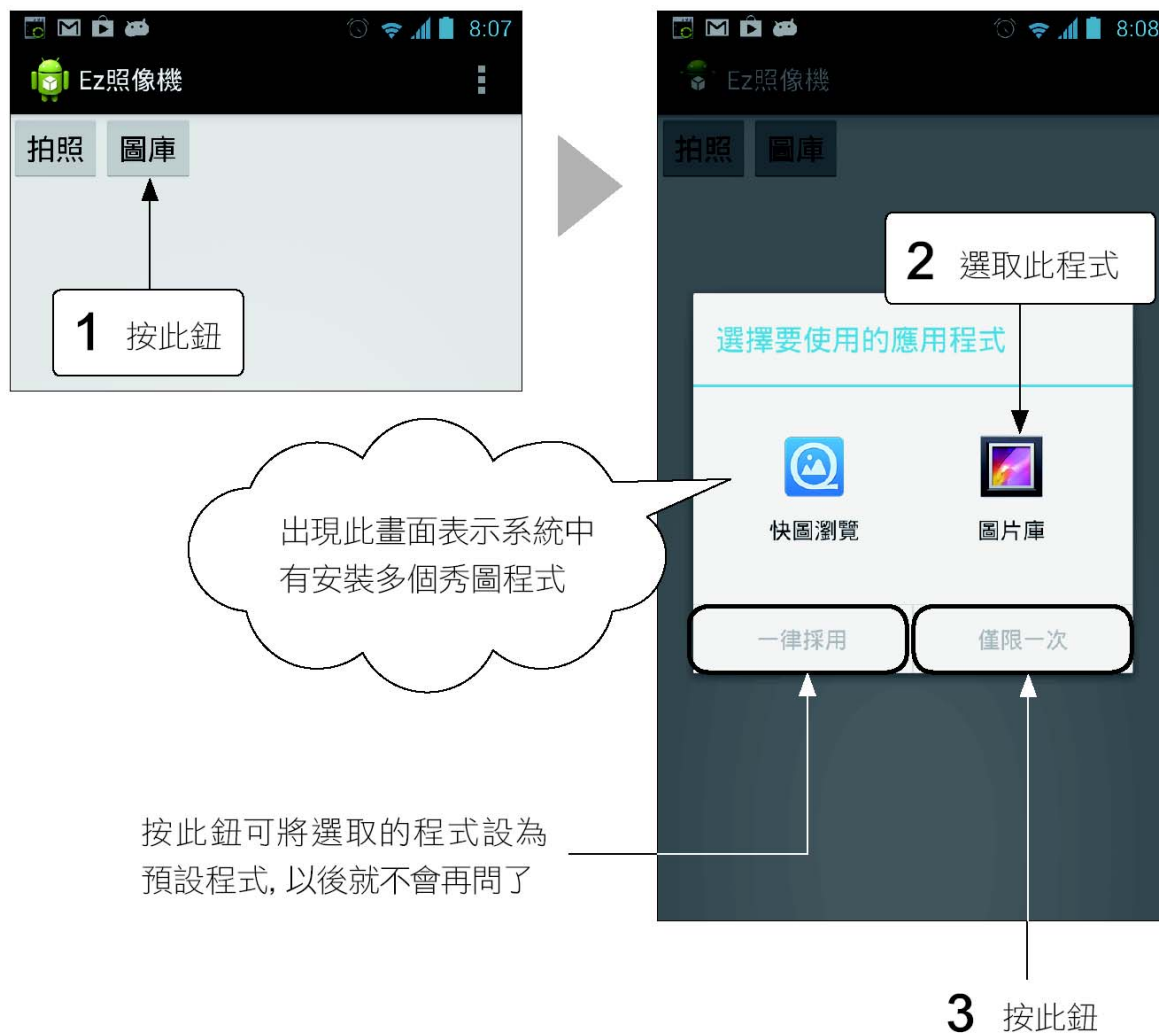 8:07
Ez照像機
拍照 圖庫
1 按此鈕
8:08
Ez照像機
拍照 圖庫
2 選取此程式
選擇要使用的應用程式
快圖瀏覽 圖片庫
一律採用 僅限一次
出現此畫面表示系統中
有安裝多個秀圖程式
按此鈕可將選取的程式設為
預設程式, 以後就不會再問了
3 按此鈕